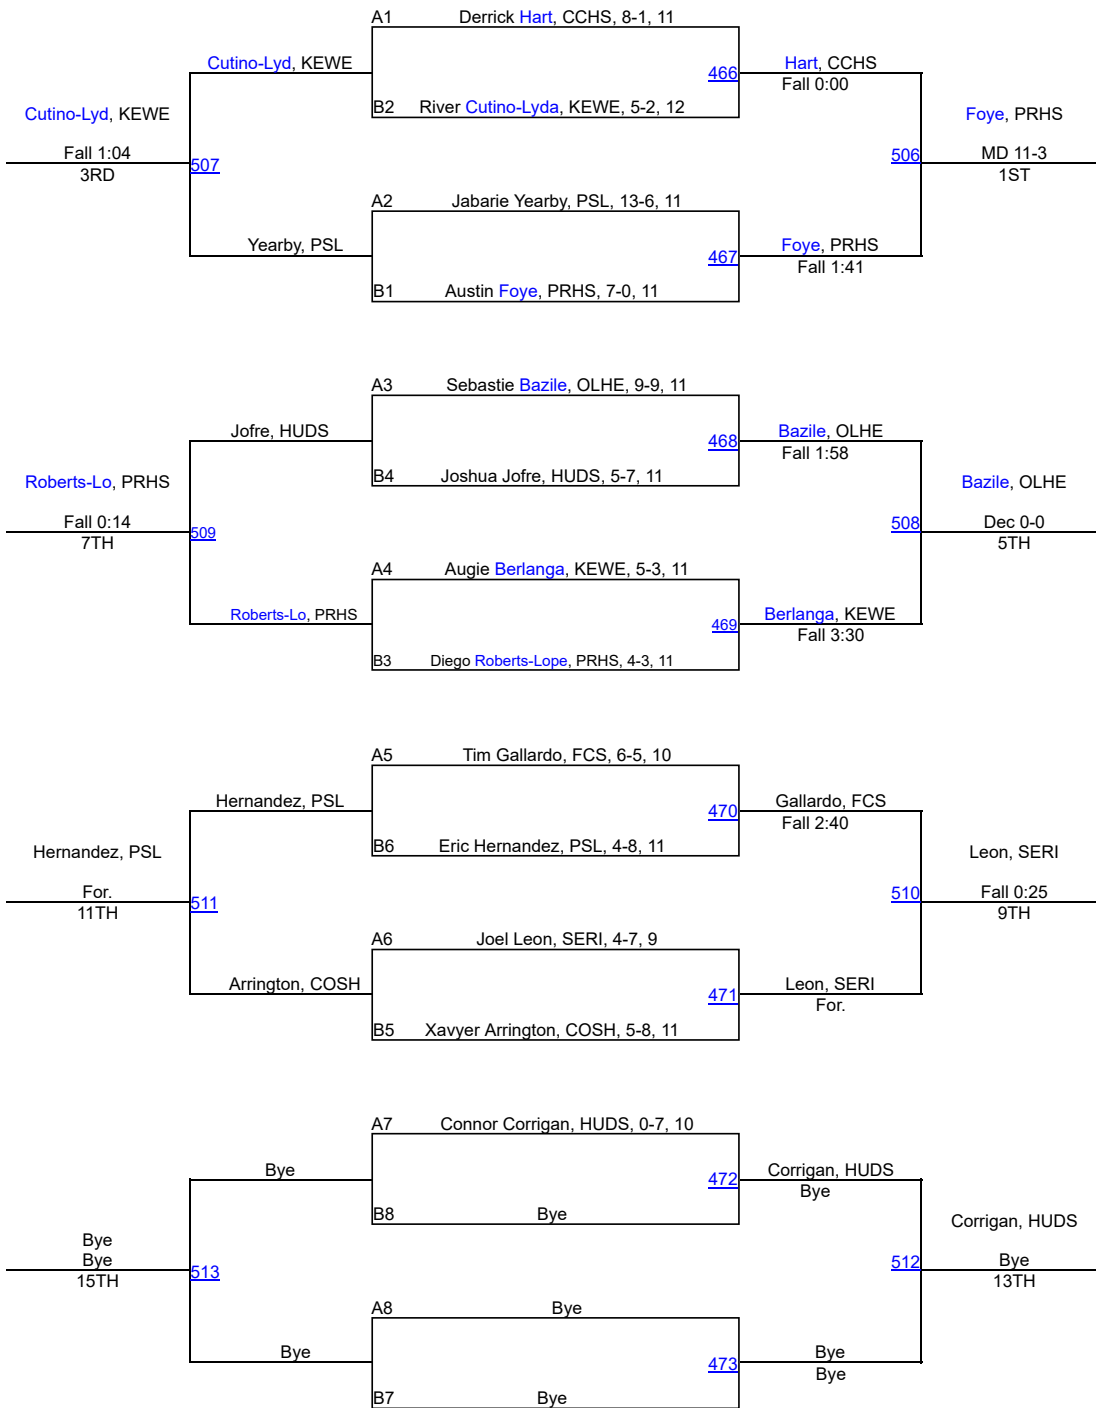 A1 Derrick Hart, CCHS, 8-1, 11
Cutino-Lyd, KEWE
466
Hart, CCHS
Fall 0:00
B2 River Cutino-Lyda, KEWE, 5-2, 12
Cutino-Lyd, KEWE
Fall 1:04
3RD
507
506
Foye, PRHS
MD 11-3
1ST
A2 Jabarie Yearby, PSL, 13-6, 11
Yearby, PSL
467
Foye, PRHS
Fall 1:41
B1 Austin Foye, PRHS, 7-0, 11
A3 Sebastie Bazile, OLHE, 9-9, 11
Jofre, HUDS
468
Bazile, OLHE
Fall 1:58
B4 Joshua Jofre, HUDS, 5-7, 11
Roberts-Lo, PRHS
Fall 0:14
7TH
509
508
Bazile, OLHE
Dec 0-0
5TH
A4 Augie Berlanga, KEWE, 5-3, 11
Roberts-Lo, PRHS
469
Berlanga, KEWE
Fall 3:30
B3 Diego Roberts-Lope, PRHS, 4-3, 11
A5 Tim Gallardo, FCS, 6-5, 10
Hernandez, PSL
470
Gallardo, FCS
Fall 2:40
B6 Eric Hernandez, PSL, 4-8, 11
Hernandez, PSL
For.
11TH
511
510
Leon, SERI
Fall 0:25
9TH
A6 Joel Leon, SERI, 4-7, 9
Arrington, COSH
471
Leon, SERI
For.
B5 Xavyer Arrington, COSH, 5-8, 11
A7 Connor Corrigan, HUDS, 0-7, 10
Bye
472
Corrigan, HUDS
Bye
B8 Bye
Bye
Bye
15TH
513
512
Corrigan, HUDS
Bye
13TH
A8 Bye
Bye
473
Bye
Bye
B7 Bye